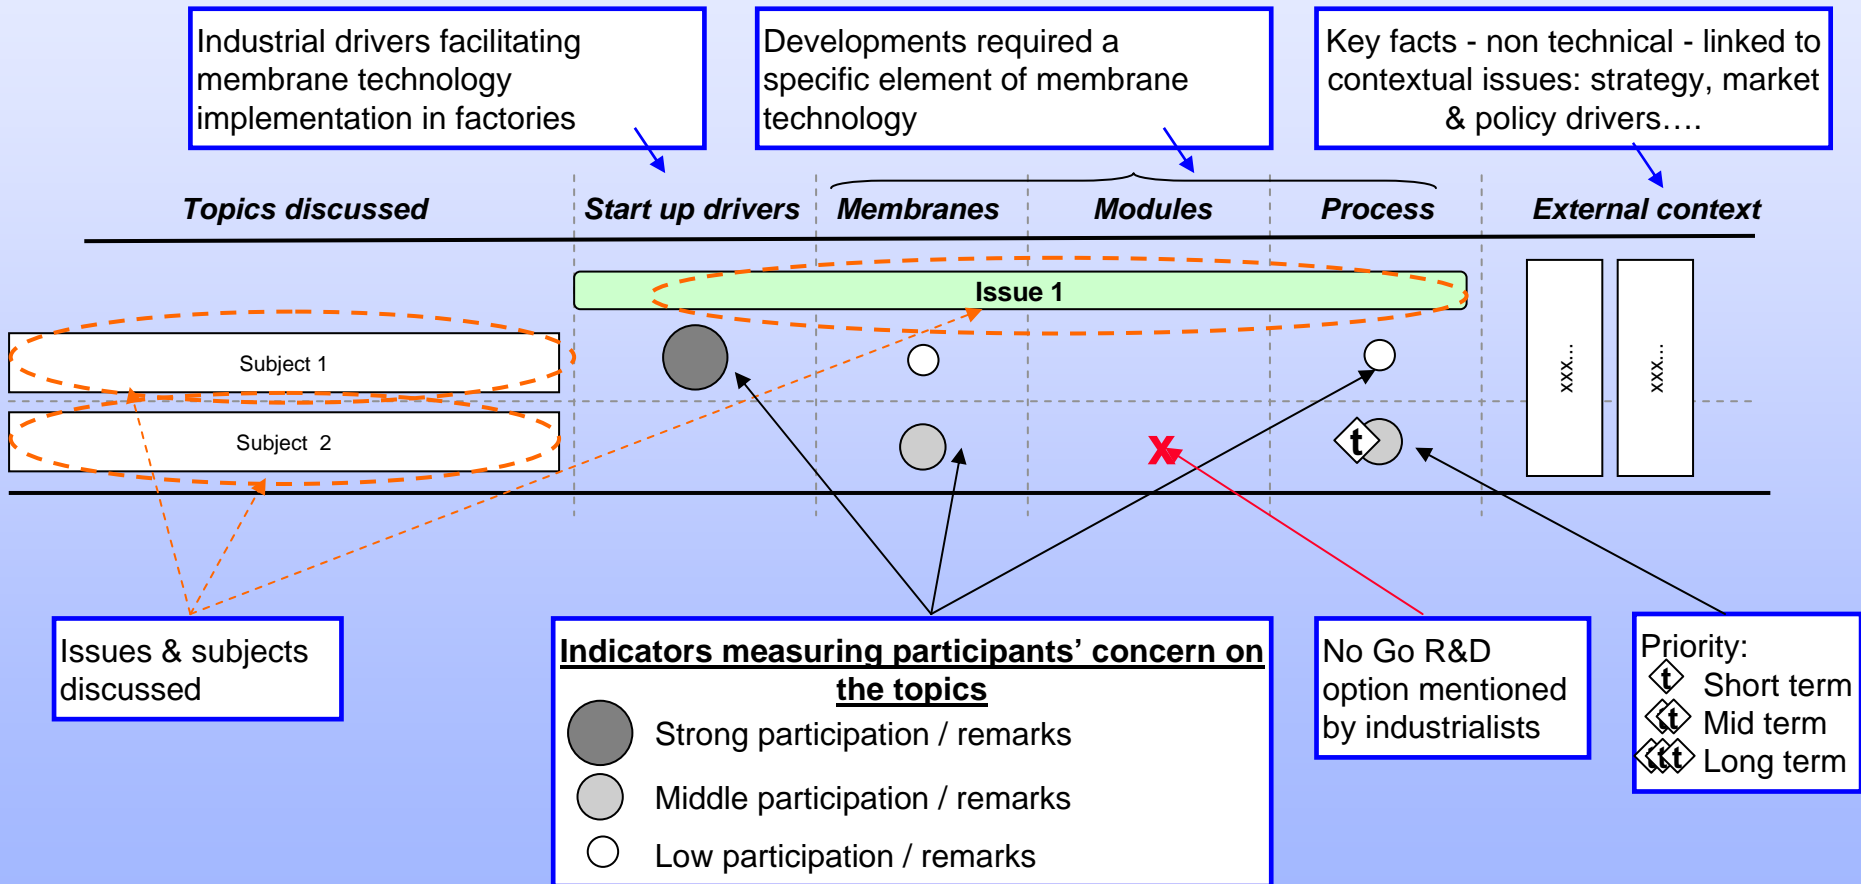 Industrial drivers facilitating
membrane technology
implementation in factories
Developments required a
specific element of membrane
technology
Key facts - non technical - linked to
contextual issues: strategy, market
& policy drivers….
Topics discussed
Start up drivers
Membranes
Modules
Process
External context
Issue 1
Subject 1
Subject 2
xxx...
xxx...
X
t
Issues & subjects
discussed
Indicators measuring participants’ concern on
the topics
Strong participation / remarks
Middle participation / remarks
Low participation / remarks
No Go R&D
option mentioned
by industrialists
Priority:
t Short term
tt Mid term
ttt Long term